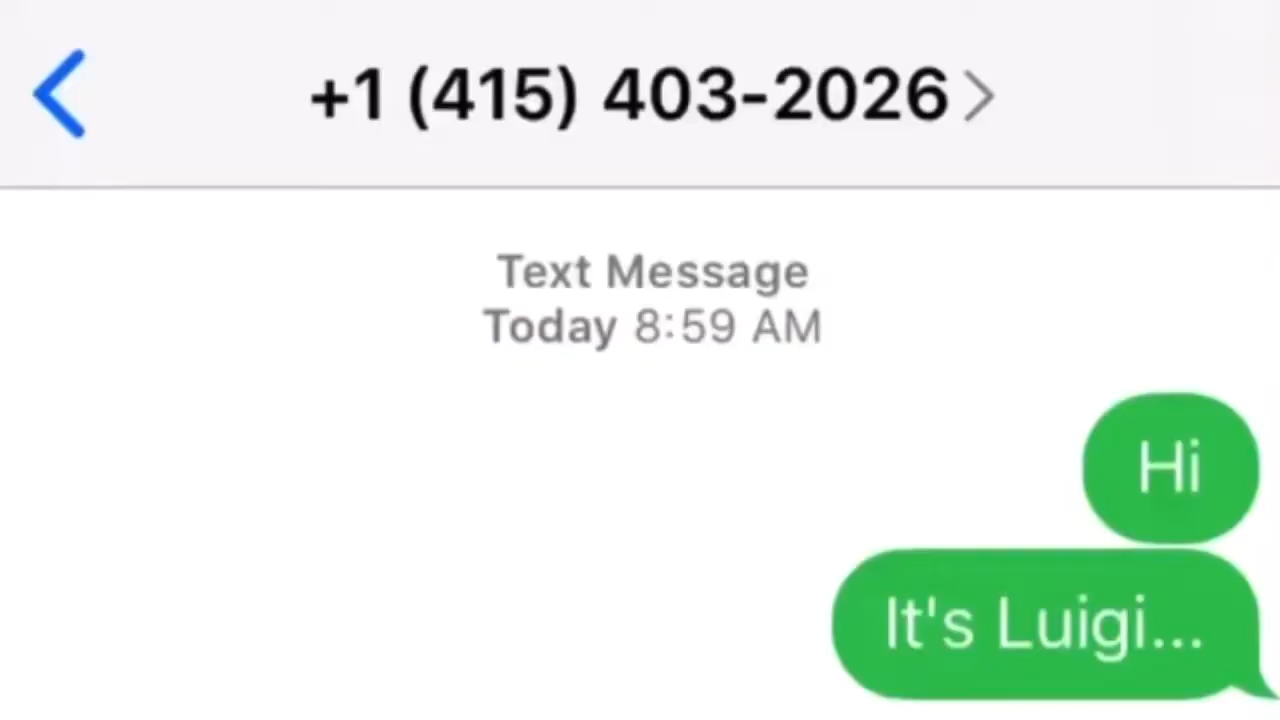 +1 (415) 403-2026
Text Message
Today 8:59 AM
Hi
It's Luigi...